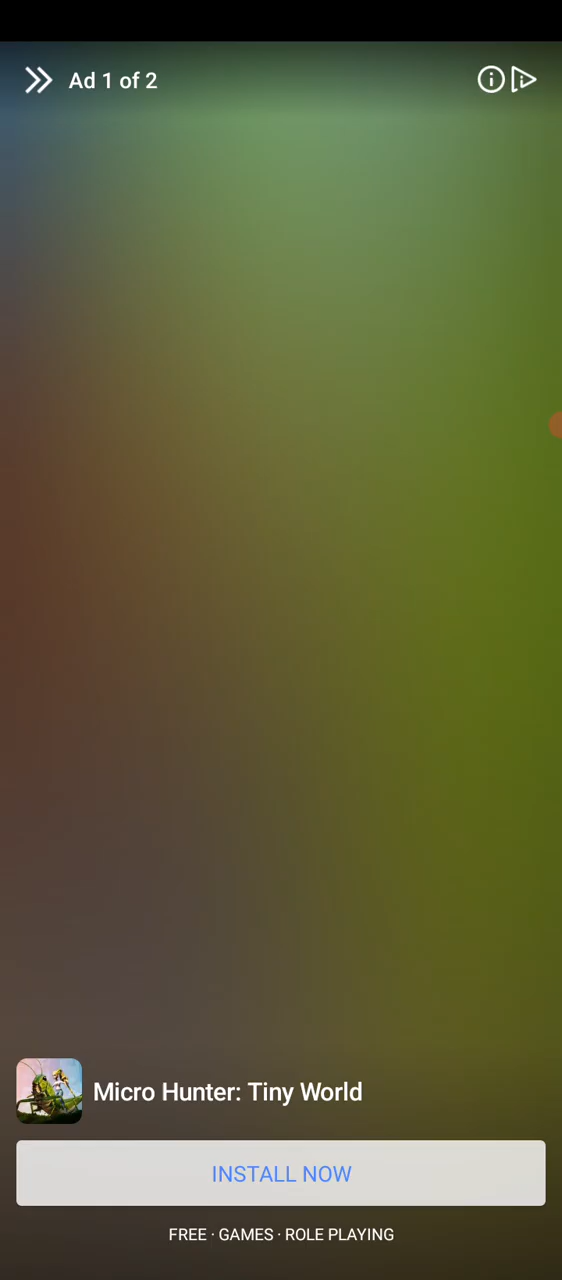 Ad 1 of 2
Micro Hunter: Tiny World
INSTALL NOW
FREE · GAMES · ROLE PLAYING